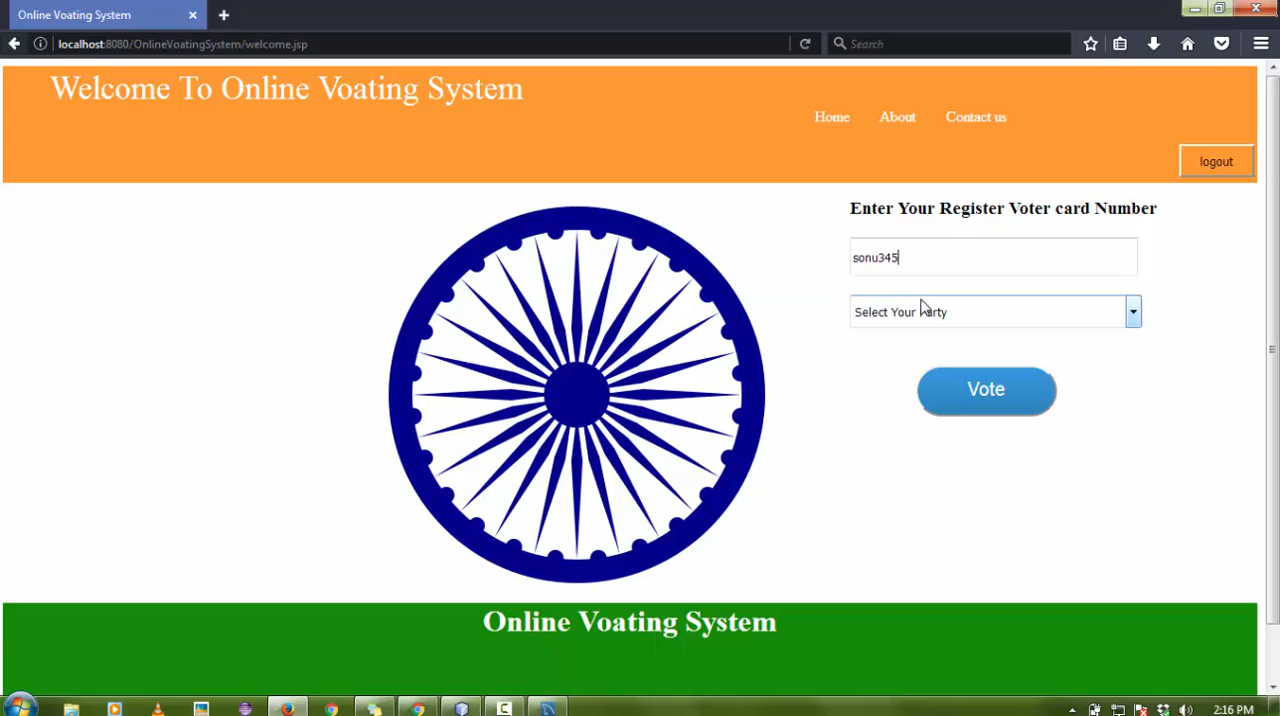 Online Voating System
localhost:8080/OnlineVoatingSystem/welcome.jsp
Search
Welcome To Online Voating System
Home About Contact us
logout
Enter Your Register Voter card Number
sonu345
Select Your Party
Vote
Online Voating System
2:16 PM